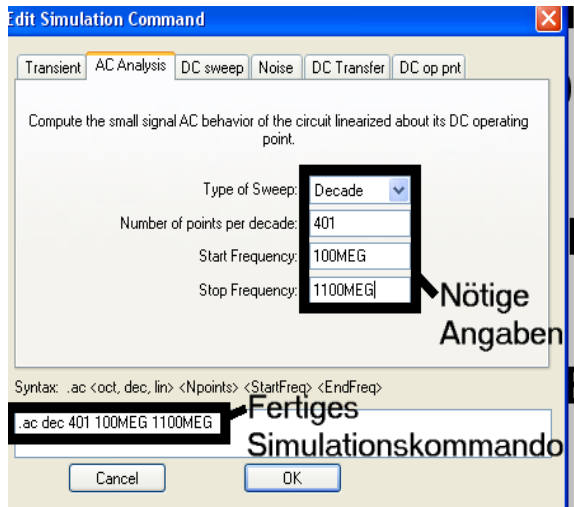 Edit Simulation Command
Transient AC Analysis DC sweep Noise DC Transfer DC op pnt
Compute the small signal AC behavior of the circuit linearized about its DC operating
point.
Type of Sweep: Decade
Number of points per decade: 401
Start Frequency: 100MEG
Stop Frequency: 1100MEG
Nötige
Angaben
Syntax: .ac <oct, dec, lin> <Npoints> <StartFreq> <EndFreq>
.ac dec 401 100MEG 1100MEG
Fertiges
Simulationskommando
Cancel OK